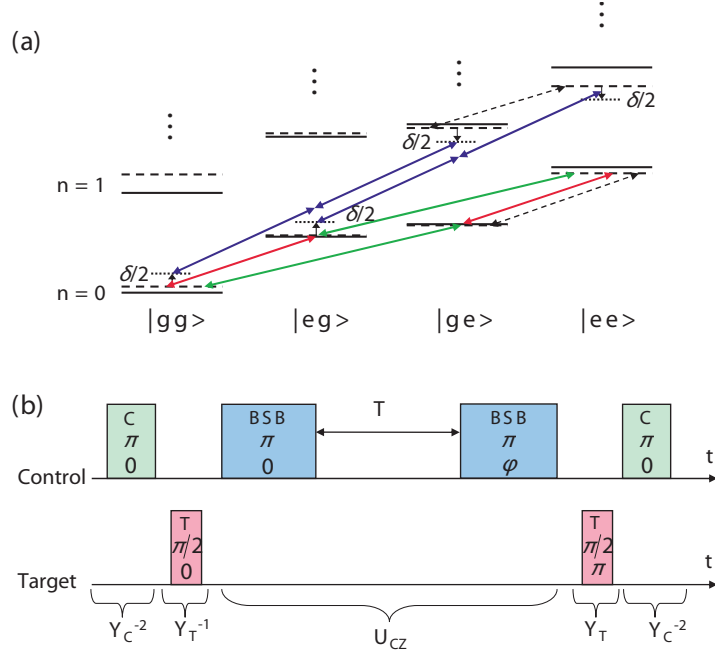 (a)
δ/2
n = 1
δ/2
δ/2
δ/2
n = 0
|gg> |eg> |ge> |ee>
(b)
C π 0
BSB π 0
T
BSB π φ
C π 0
Control
t
T π/2 0
T π/2 π
Target
t
Y_C^-2 Y_T^-1 U_CZ Y_T Y_C^-2